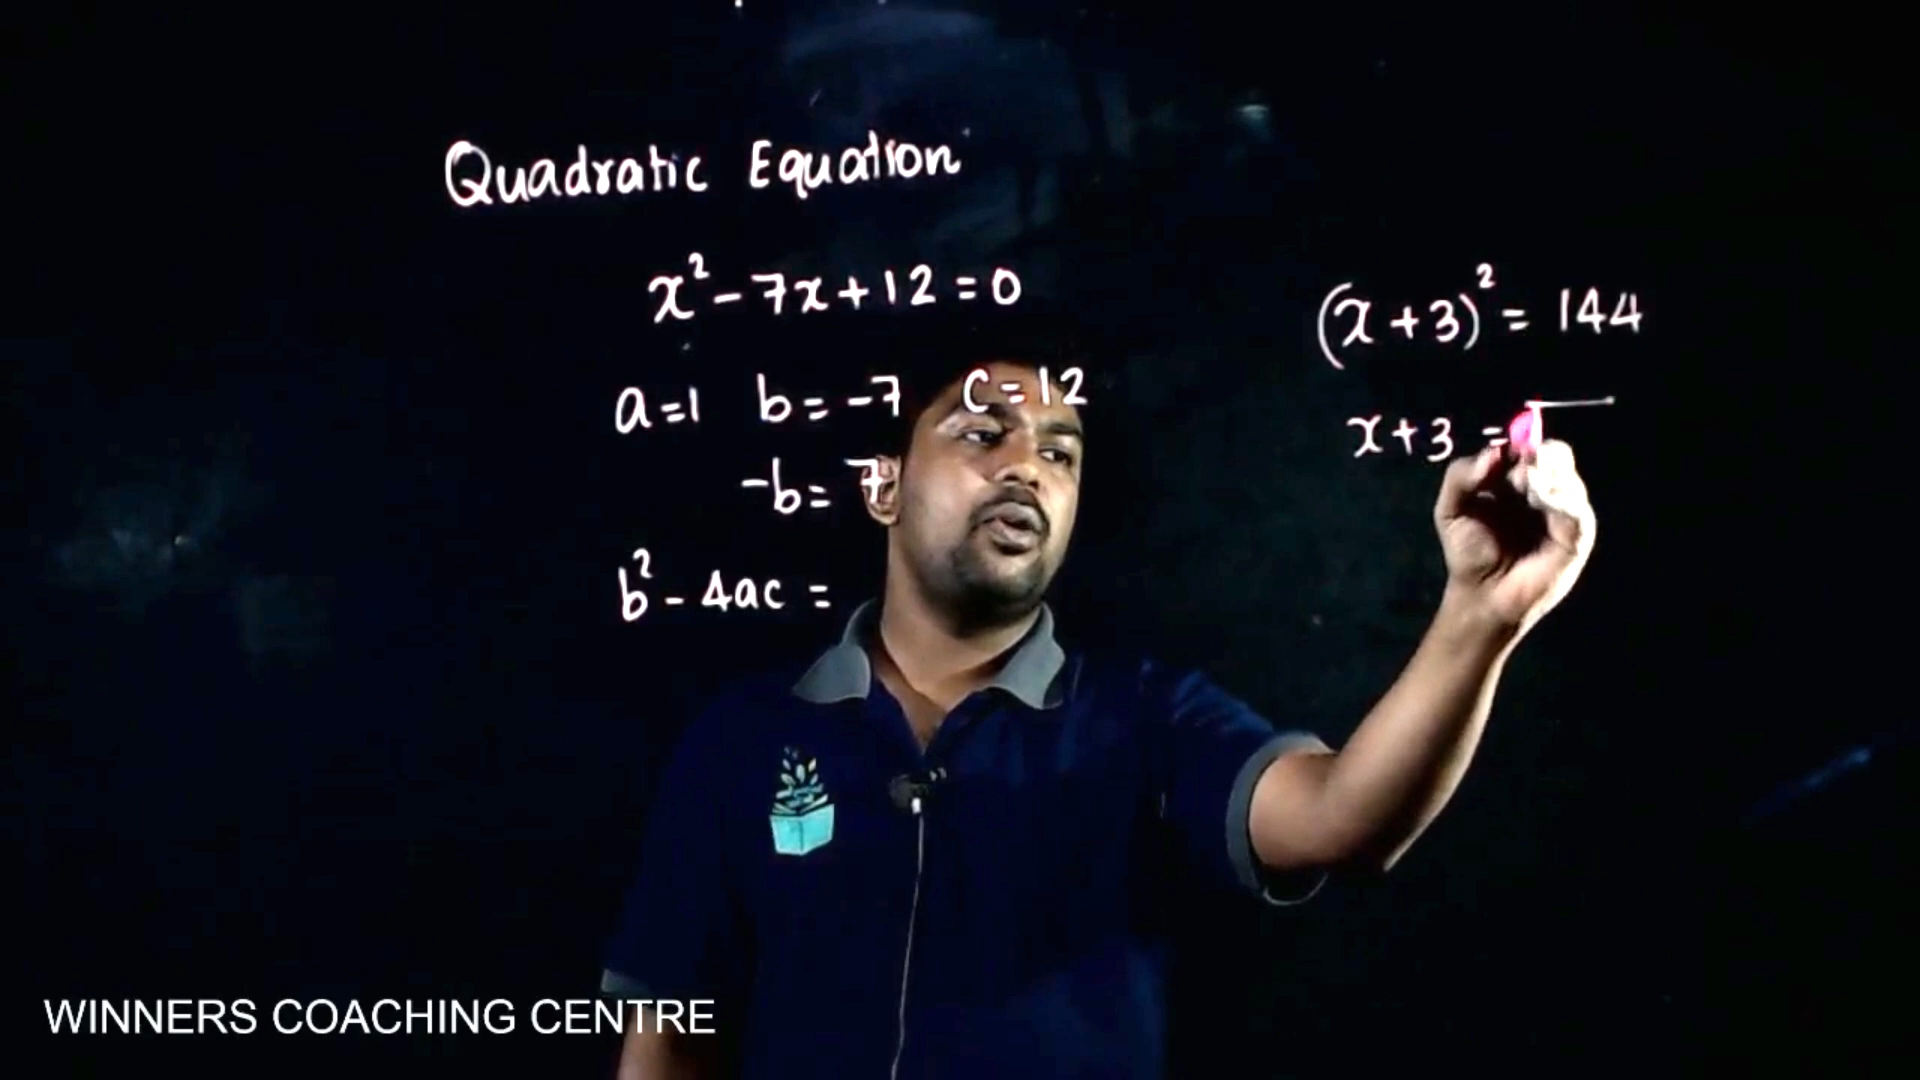 Quadratic Equation
x² - 7x + 12 = 0
a = 1 b = -7 c = 12
-b = 7
b² - 4ac =
(x + 3)² = 144
x + 3 = √
WINNERS COACHING CENTRE